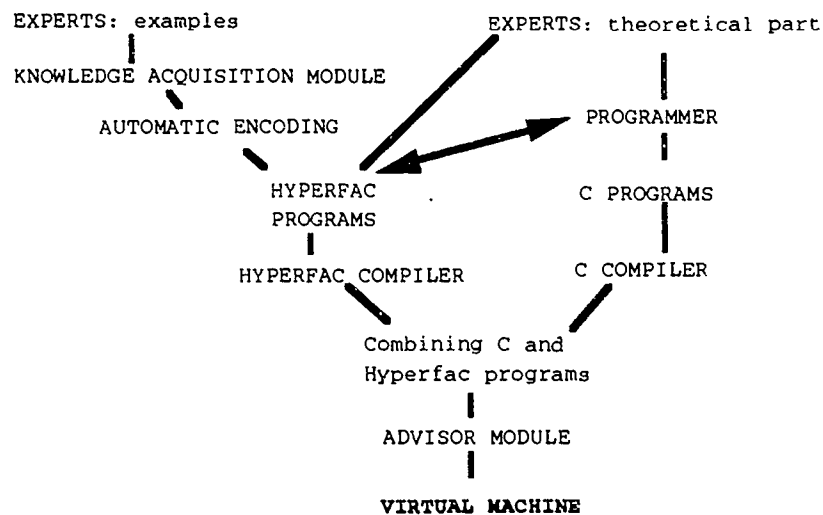 EXPERTS: examples
EXPERTS: theoretical part
KNOWLEDGE ACQUISITION MODULE
AUTOMATIC ENCODING
PROGRAMMER
HYPERFAC
PROGRAMS
C PROGRAMS
HYPERFAC COMPILER
C COMPILER
Combining C and
Hyperfac programs
ADVISOR MODULE
VIRTUAL MACHINE